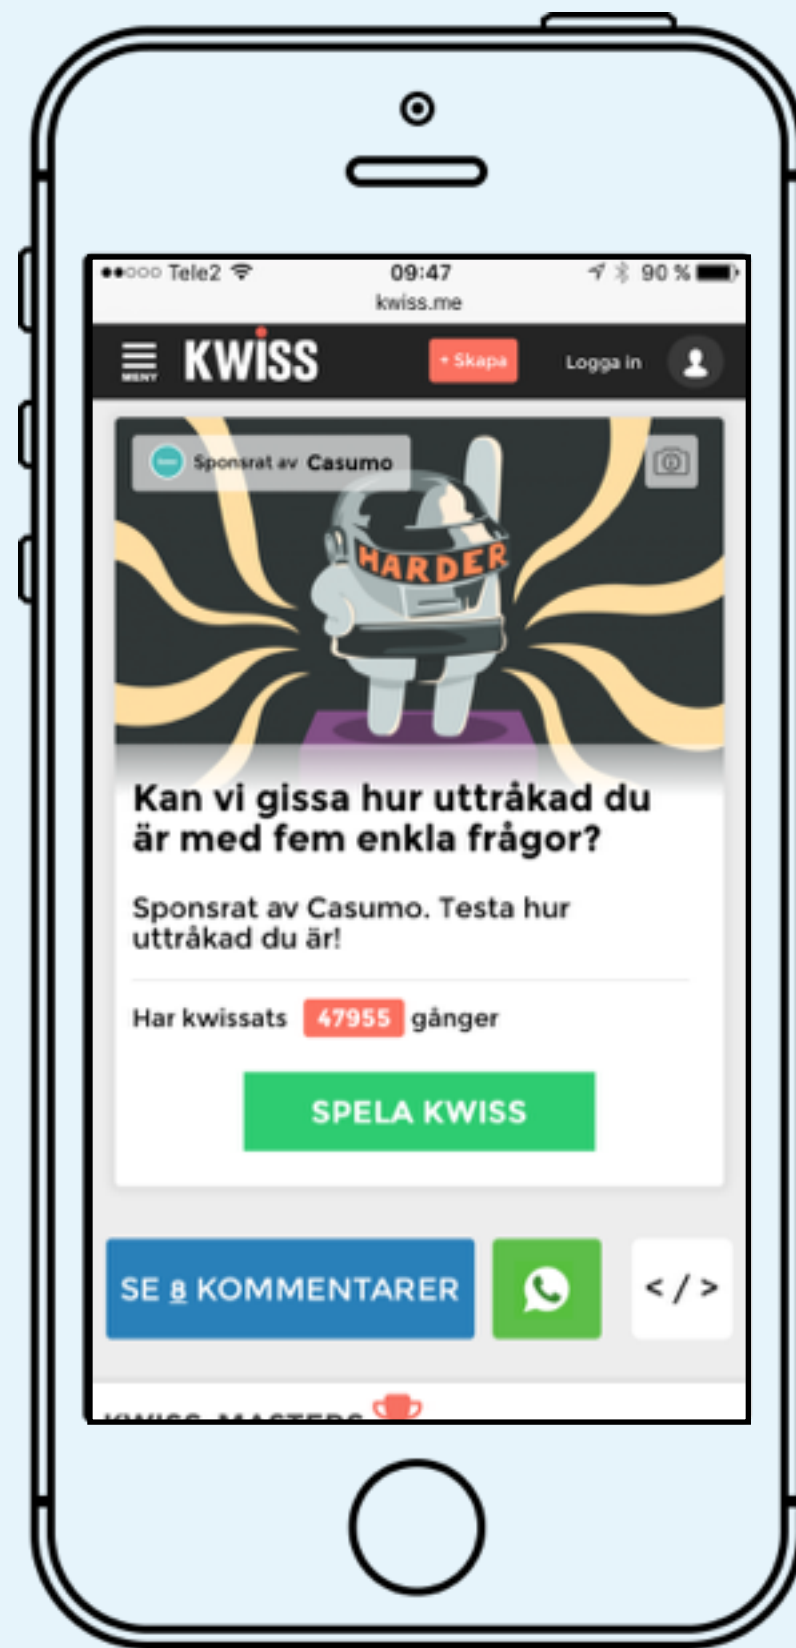 Tele2 09:47 90 %
kwiss.me
MENY KWISS + Skapa Logga in
Sponsrat av Casumo
HARDER
Kan vi gissa hur uttråkad du
är med fem enkla frågor?
Sponsrat av Casumo. Testa hur
uttråkad du är!
Har kwissats 47955 gånger
SPELA KWISS
SE 8 KOMMENTARER </>
KWISS-MASTERS